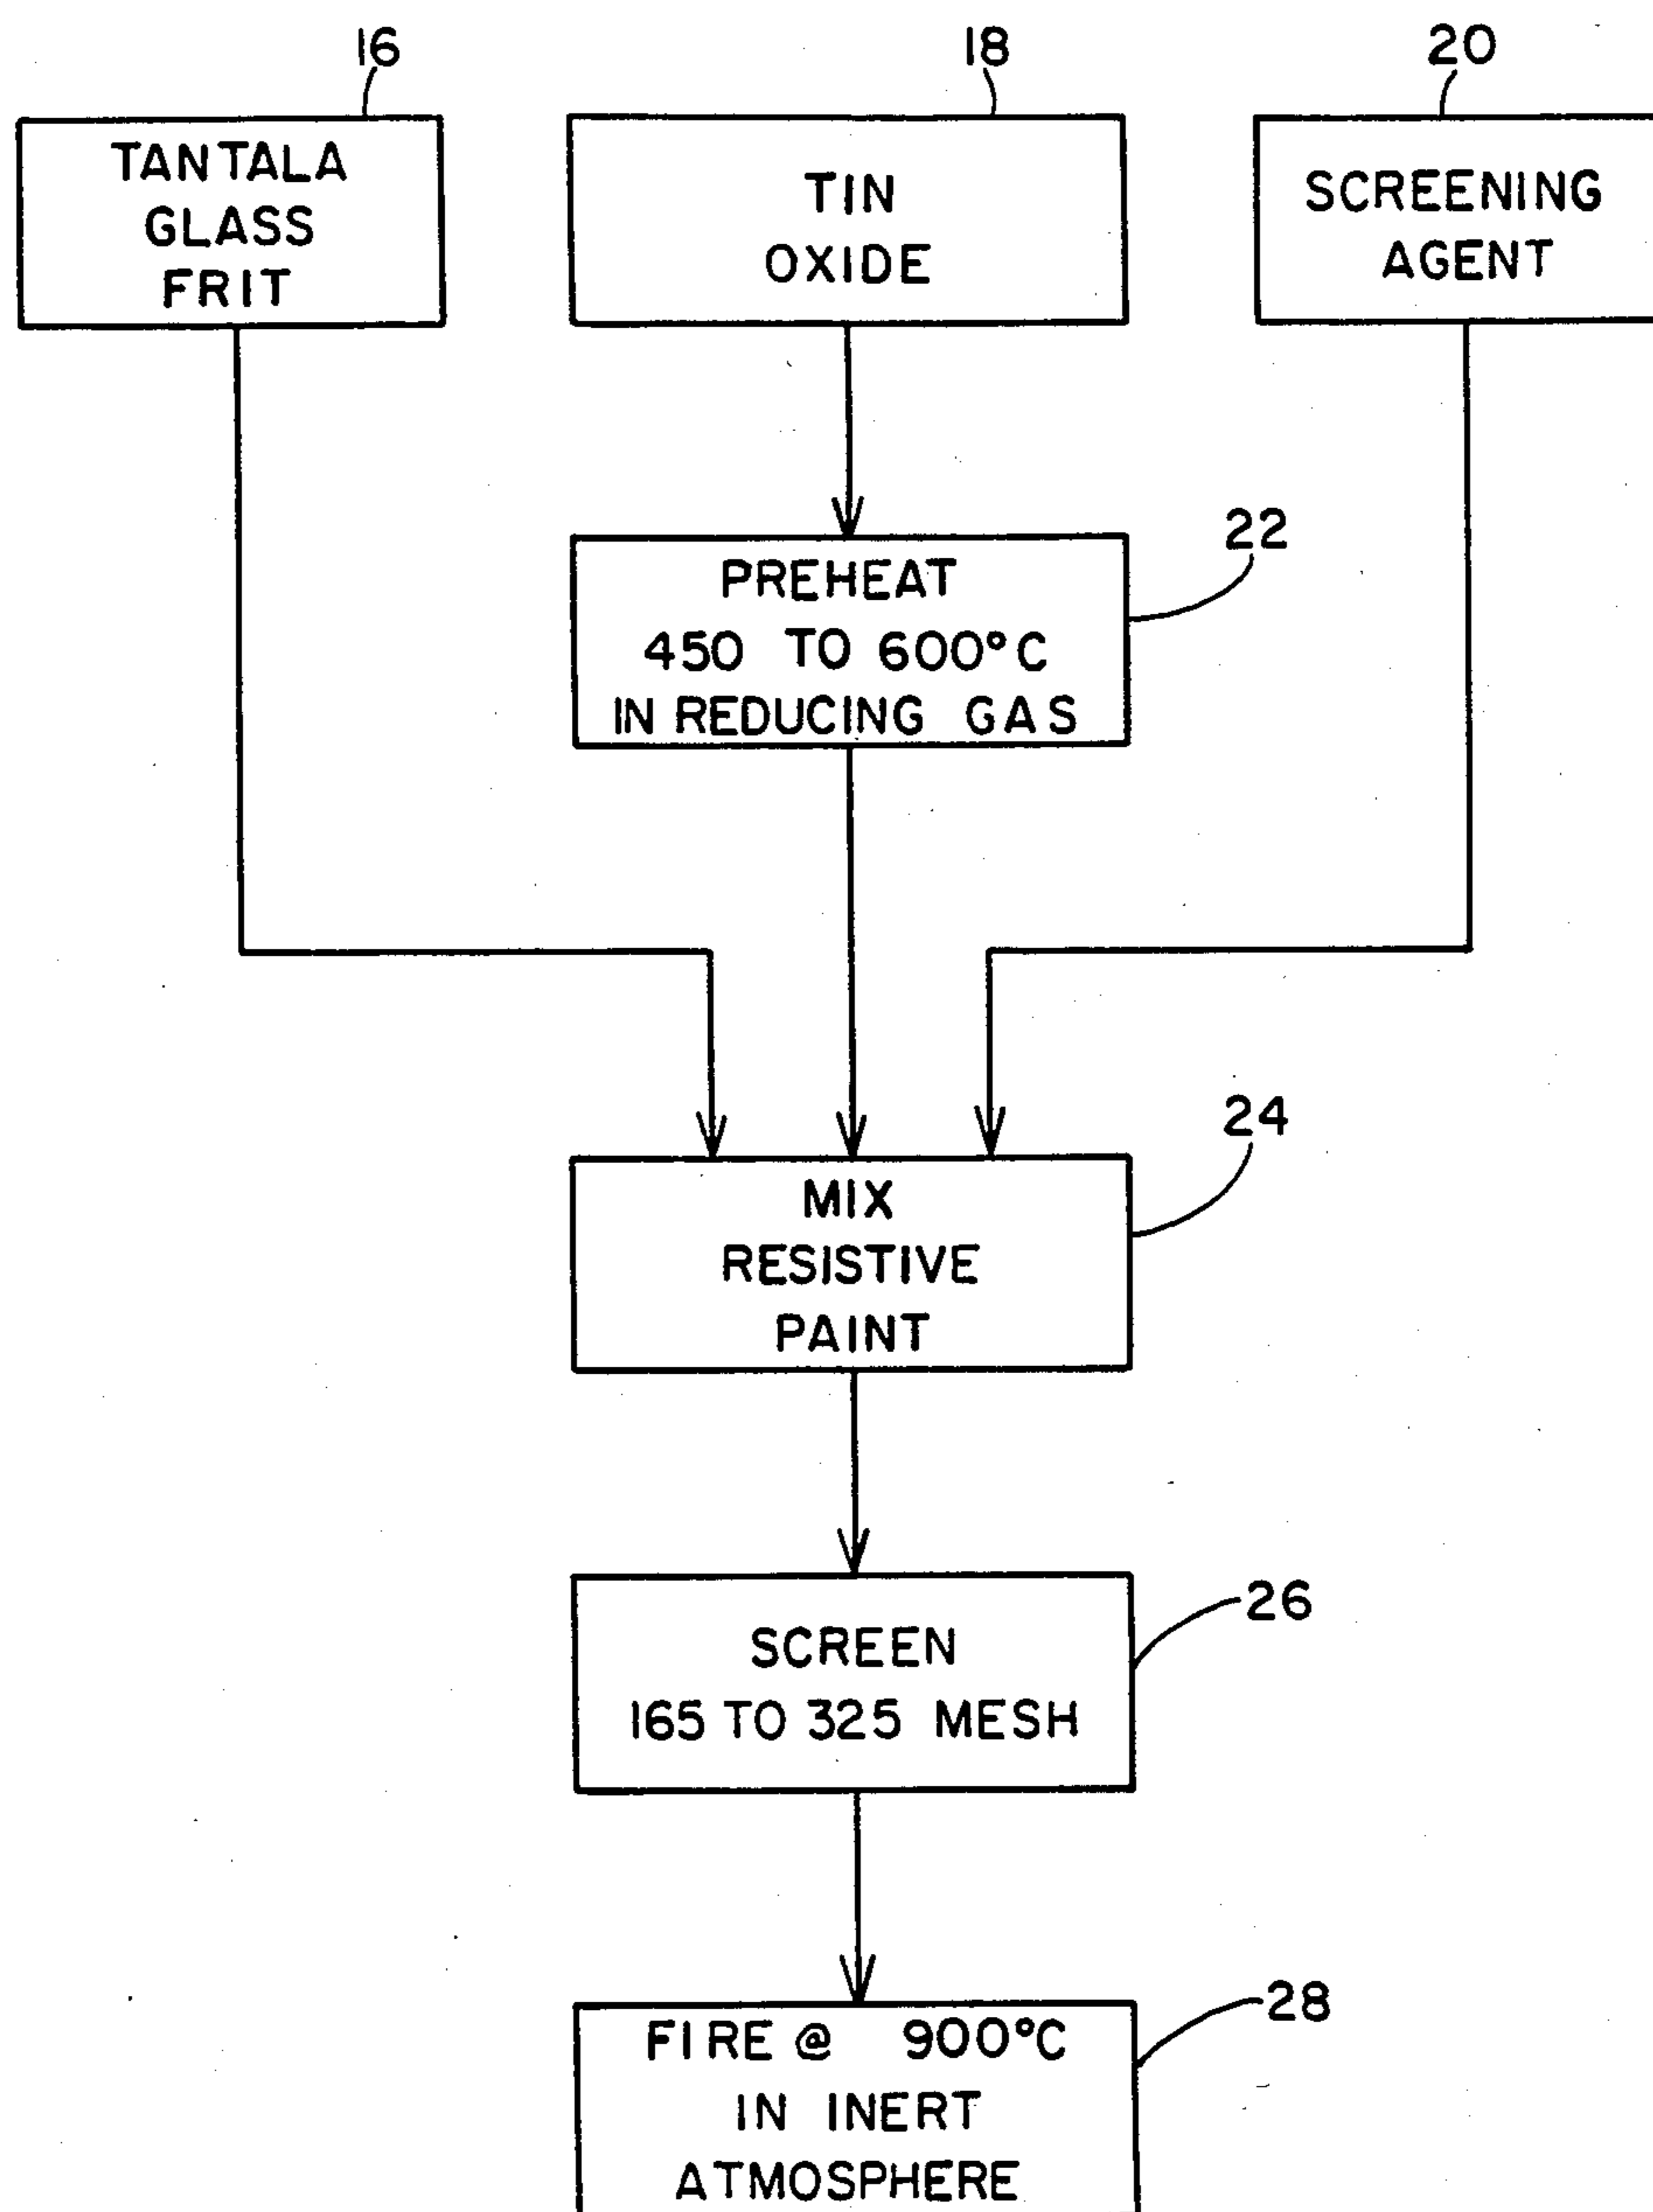 16
18
20
TANTALA
GLASS
FRIT
TIN
OXIDE
SCREENING
AGENT
22
PREHEAT
450 TO 600°C
IN REDUCING GAS
24
MIX
RESISTIVE
PAINT
26
SCREEN
165 TO 325 MESH
28
FIRE @ 900°C
IN INERT
ATMOSPHERE